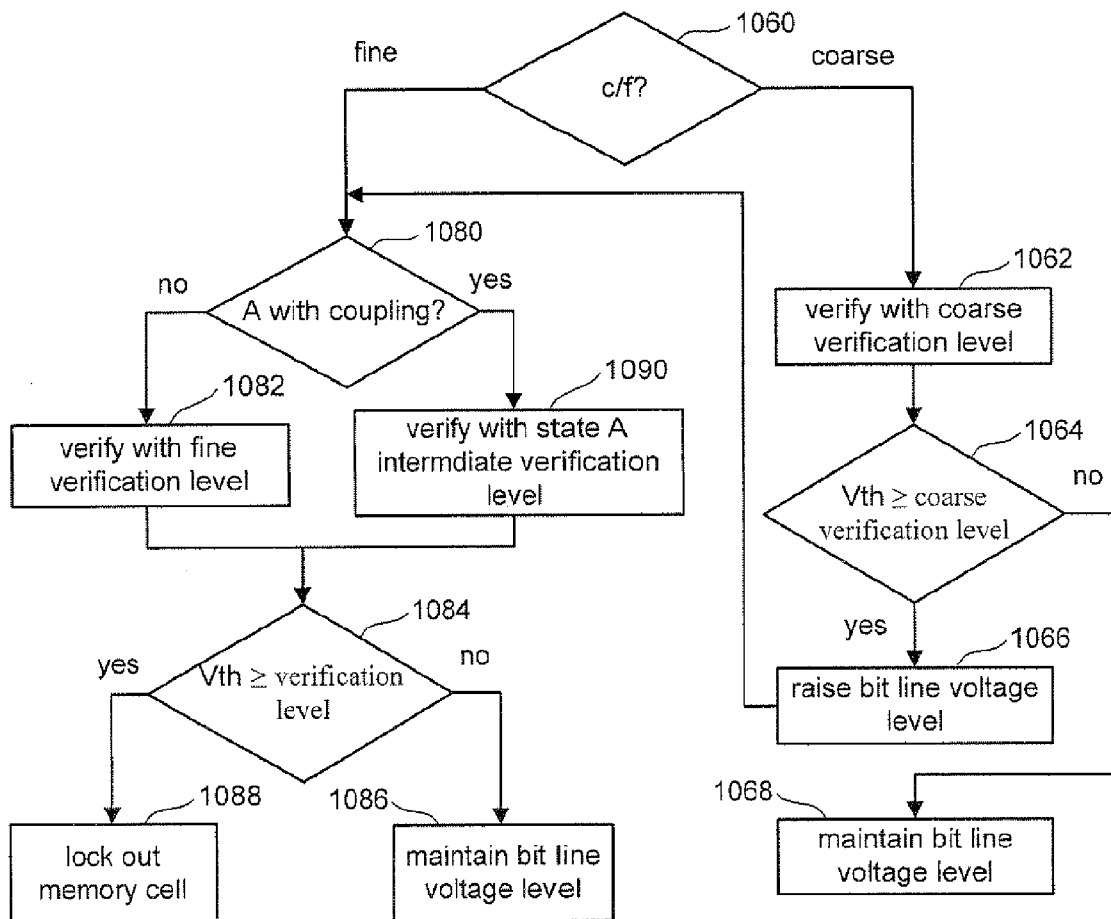 1060
fine
coarse
c/f?
1080
no
yes
A with coupling?
1062
verify with coarse
verification level
1082
verify with fine
verification level
1090
verify with state A
intermdiate verification
level
1064
no
Vth ≥ coarse
verification level
yes
1084
yes
no
Vth ≥ verification
level
1066
raise bit line voltage
level
1088
lock out
memory cell
1086
maintain bit line
voltage level
1068
maintain bit line
voltage level